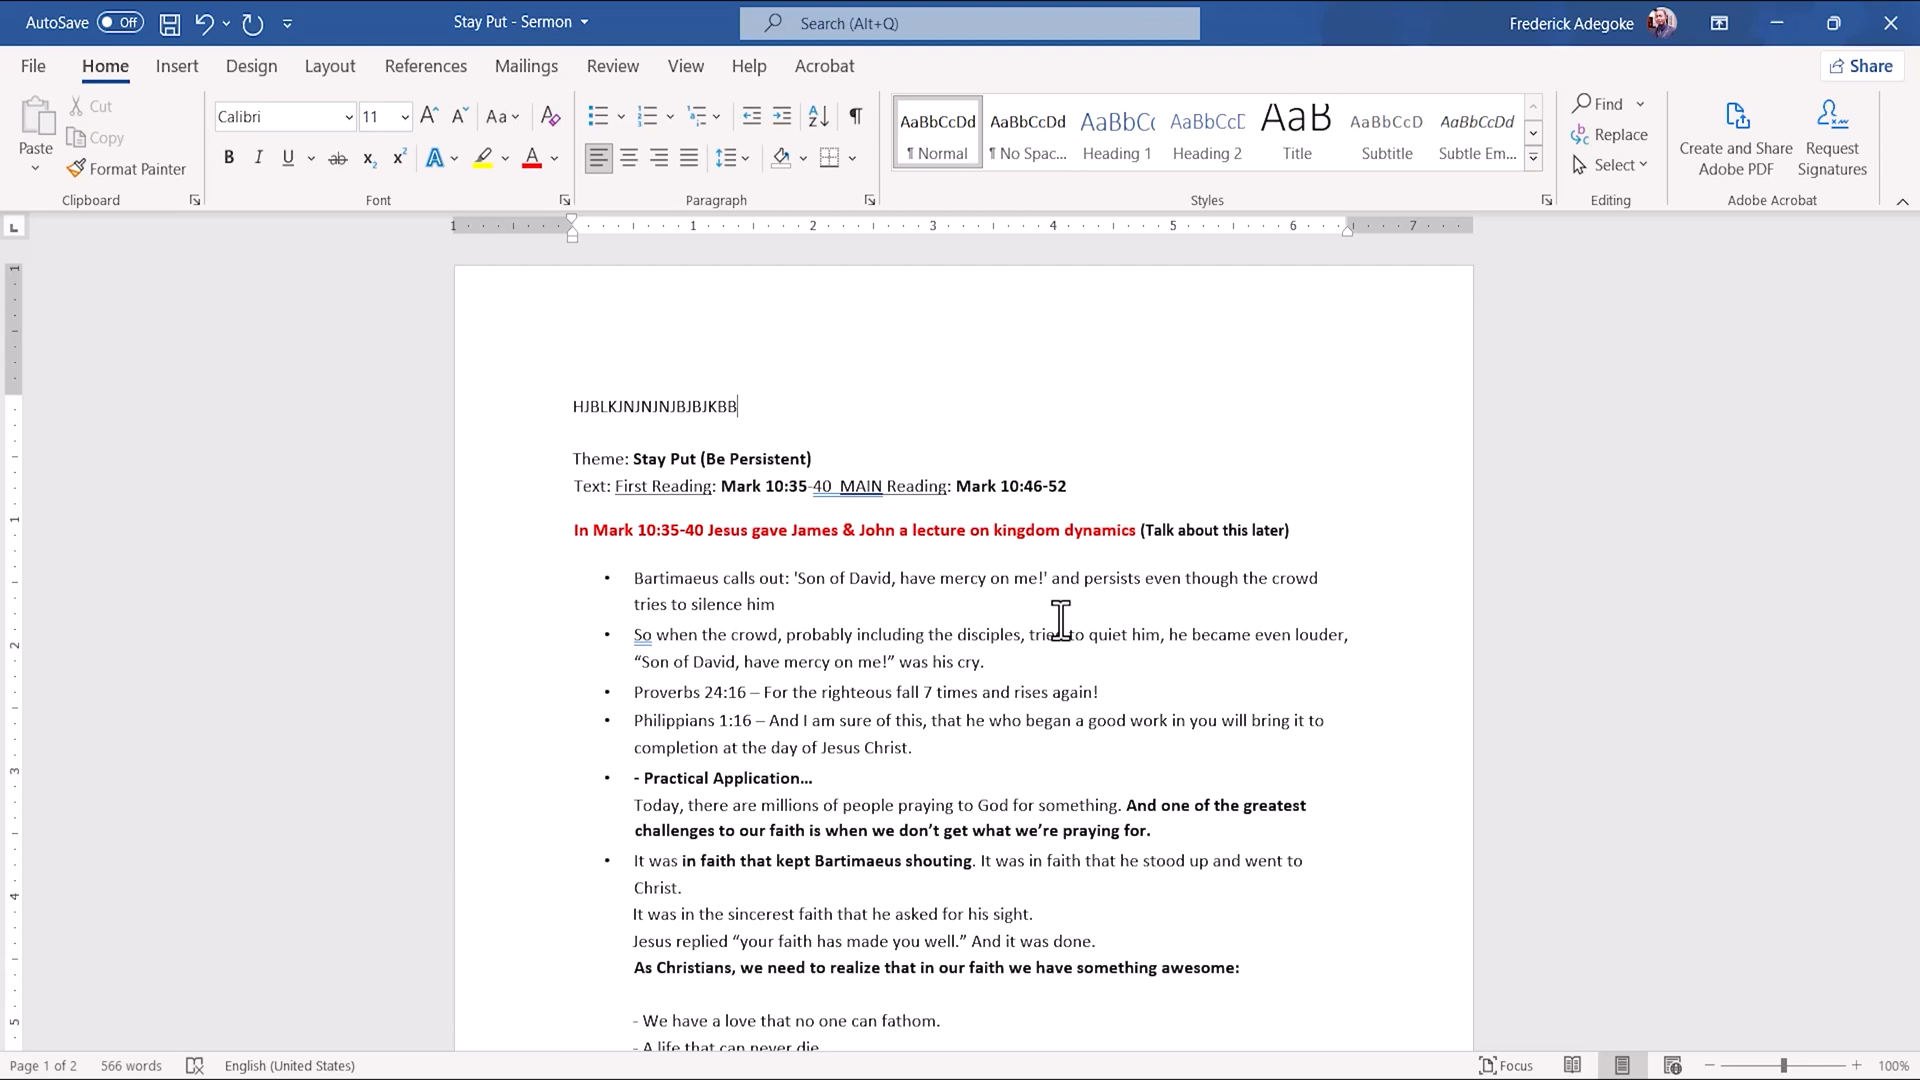 AutoSave Off Stay Put - Sermon Search (Alt+Q) Frederick Adegoke
File Home Insert Design Layout References Mailings Review View Help Acrobat Share
Paste Cut Copy Format Painter
Clipboard
Calibri 11 Aa
B I U ab x₂ x² A A
Font
Paragraph
AaBbCcDd AaBbCcDd AaBbC AaBbCcD AaB AaBbCcD AaBbCcDd
¶ Normal ¶ No Spac... Heading 1 Heading 2 Title Subtitle Subtle Em...
Styles
Find
Replace
Select
Editing
Create and Share Adobe PDF
Request Signatures
Adobe Acrobat
1 1 2 3 4 5 6 7
HJBLKJNJNJNJBJBJKBB
Theme: Stay Put (Be Persistent)
Text: First Reading: Mark 10:35-40 MAIN Reading: Mark 10:46-52
In Mark 10:35-40 Jesus gave James & John a lecture on kingdom dynamics (Talk about this later)
• Bartimaeus calls out: 'Son of David, have mercy on me!' and persists even though the crowd
tries to silence him
• So when the crowd, probably including the disciples, tried to quiet him, he became even louder,
“Son of David, have mercy on me!” was his cry.
• Proverbs 24:16 – For the righteous fall 7 times and rises again!
• Philippians 1:16 – And I am sure of this, that he who began a good work in you will bring it to
completion at the day of Jesus Christ.
• - Practical Application…
Today, there are millions of people praying to God for something. And one of the greatest
challenges to our faith is when we don’t get what we’re praying for.
• It was in faith that kept Bartimaeus shouting. It was in faith that he stood up and went to
Christ.
It was in the sincerest faith that he asked for his sight.
Jesus replied “your faith has made you well.” And it was done.
As Christians, we need to realize that in our faith we have something awesome:
- We have a love that no one can fathom.
- A life that can never die
Page 1 of 2 566 words English (United States) Focus 100%